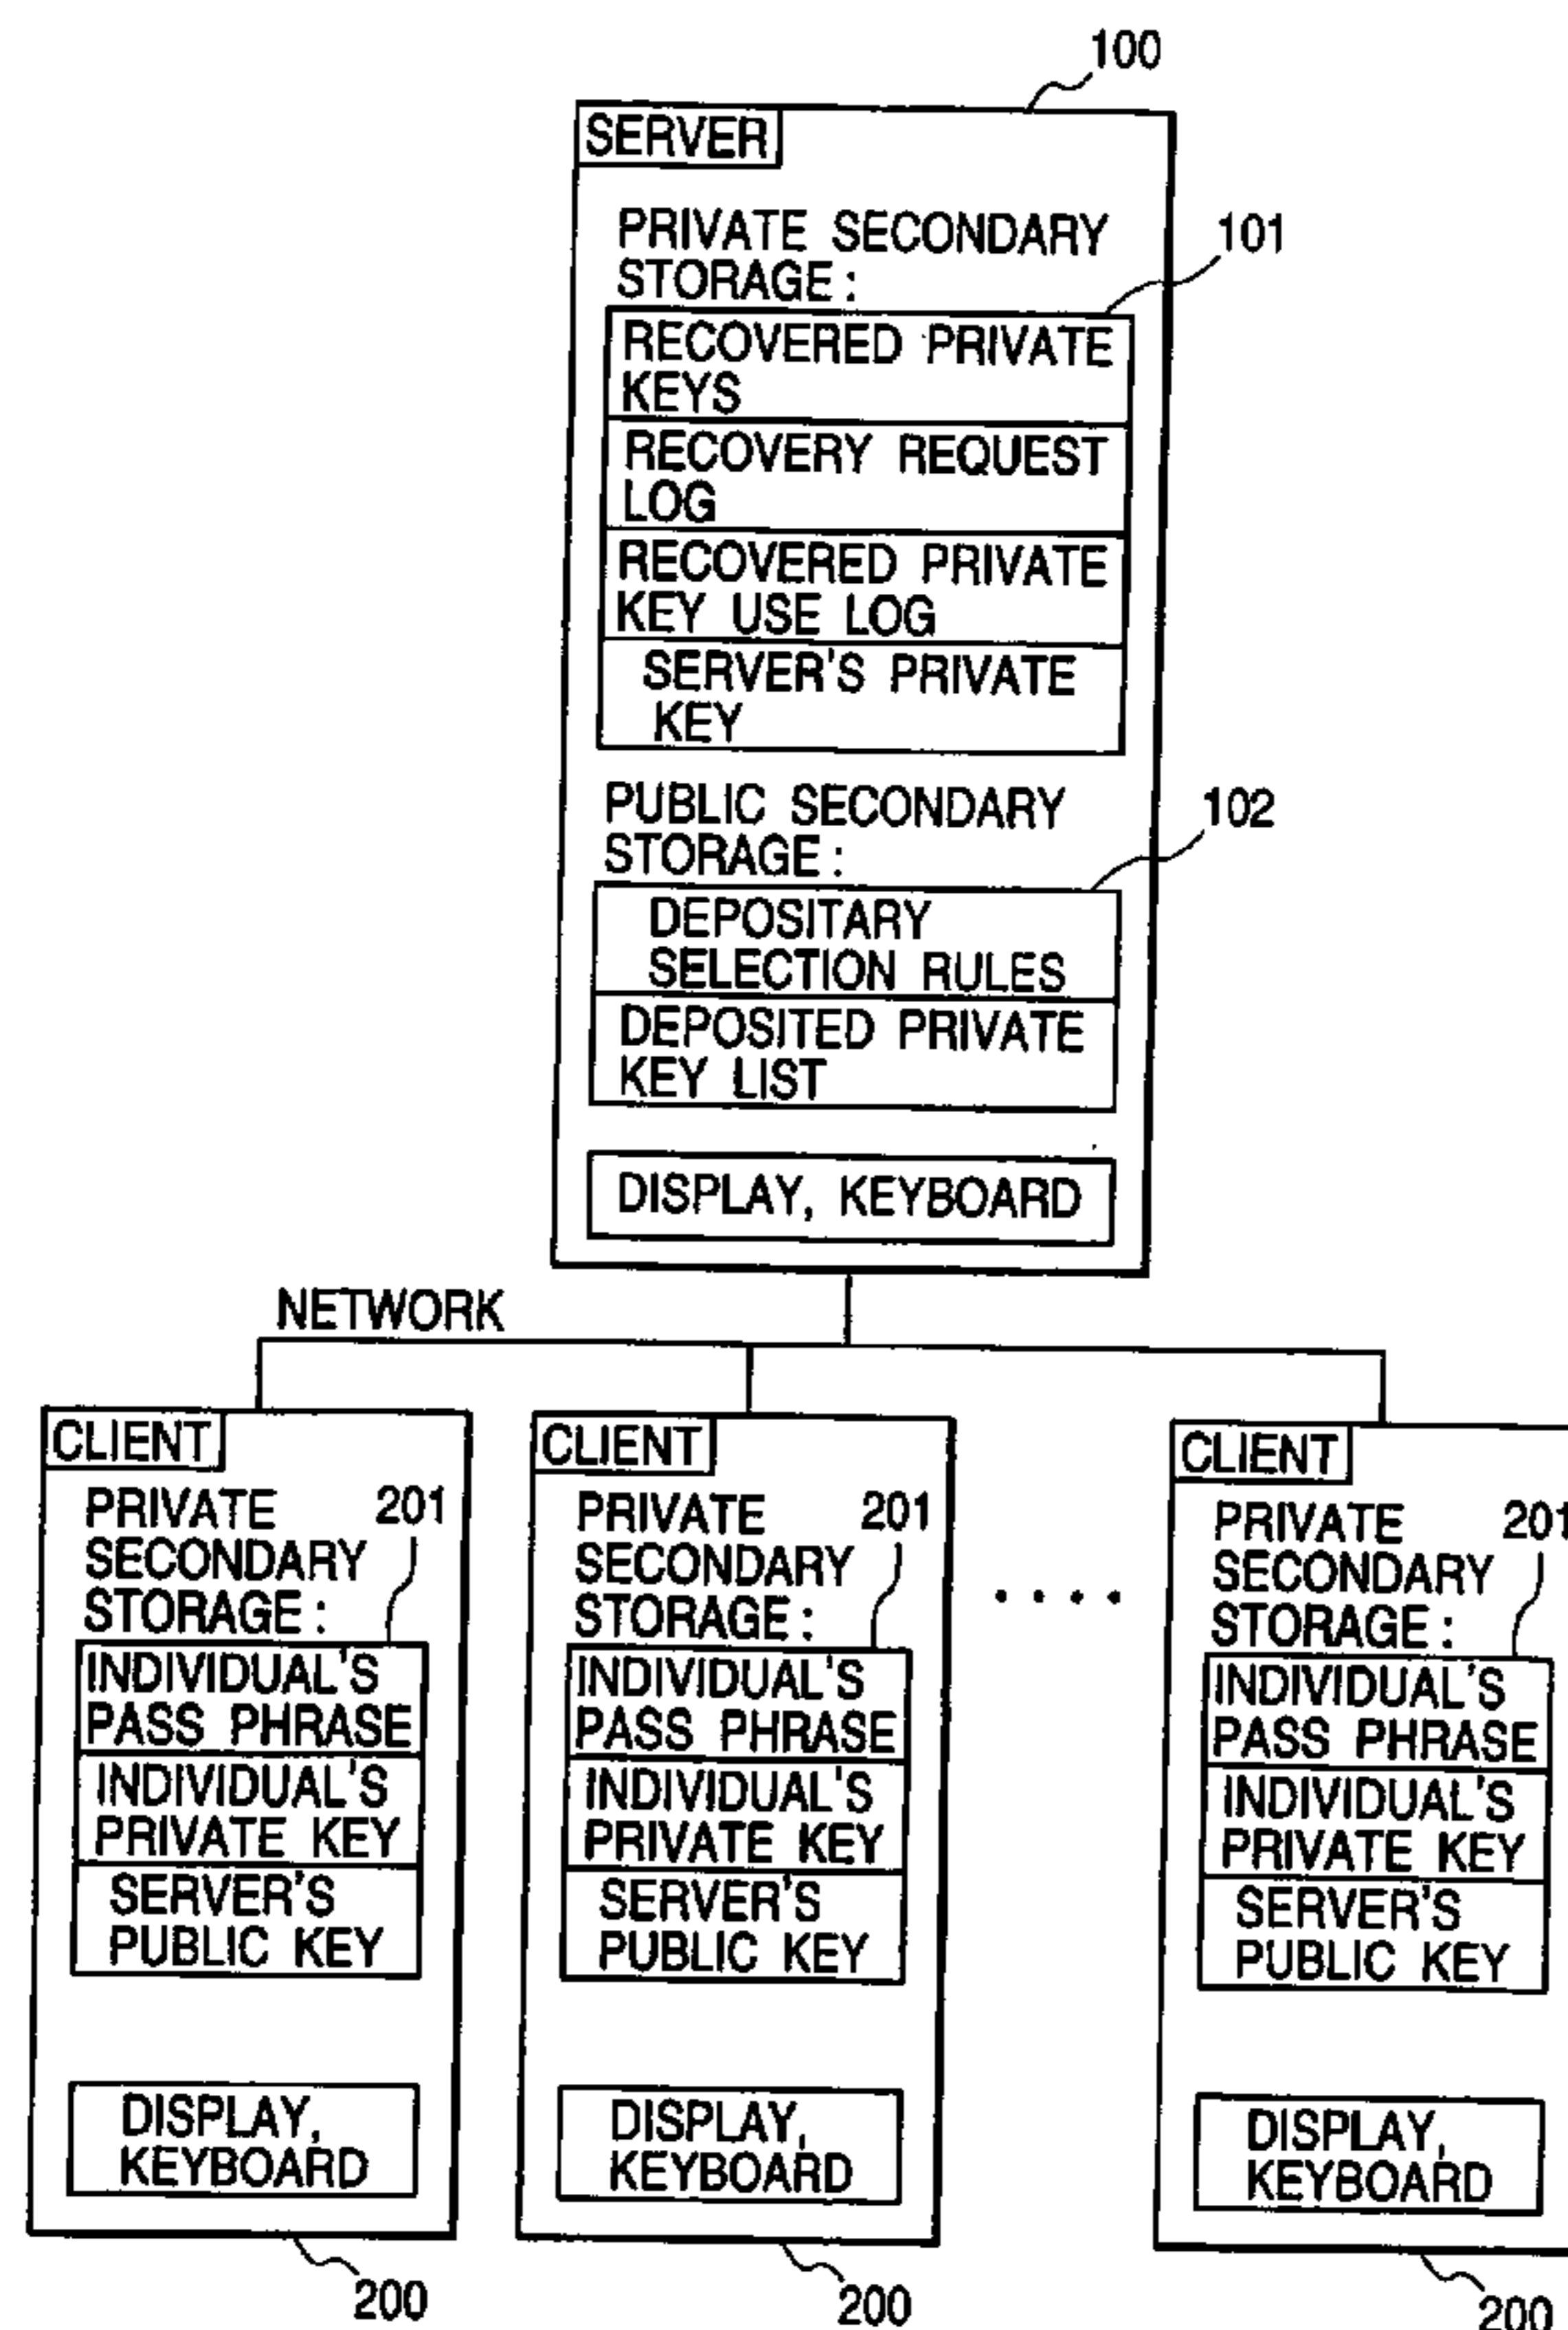 100
SERVER
PRIVATE SECONDARY
STORAGE:
101
RECOVERED PRIVATE
KEYS
RECOVERY REQUEST
LOG
RECOVERED PRIVATE
KEY USE LOG
SERVER'S PRIVATE
KEY
PUBLIC SECONDARY
STORAGE:
102
DEPOSITARY
SELECTION RULES
DEPOSITED PRIVATE
KEY LIST
DISPLAY, KEYBOARD
NETWORK
CLIENT
PRIVATE
SECONDARY
STORAGE:
201
INDIVIDUAL'S
PASS PHRASE
INDIVIDUAL'S
PRIVATE KEY
SERVER'S
PUBLIC KEY
DISPLAY,
KEYBOARD
200
CLIENT
PRIVATE
SECONDARY
STORAGE:
201
INDIVIDUAL'S
PASS PHRASE
INDIVIDUAL'S
PRIVATE KEY
SERVER'S
PUBLIC KEY
DISPLAY,
KEYBOARD
200
....
CLIENT
PRIVATE
SECONDARY
STORAGE:
201
INDIVIDUAL'S
PASS PHRASE
INDIVIDUAL'S
PRIVATE KEY
SERVER'S
PUBLIC KEY
DISPLAY,
KEYBOARD
200